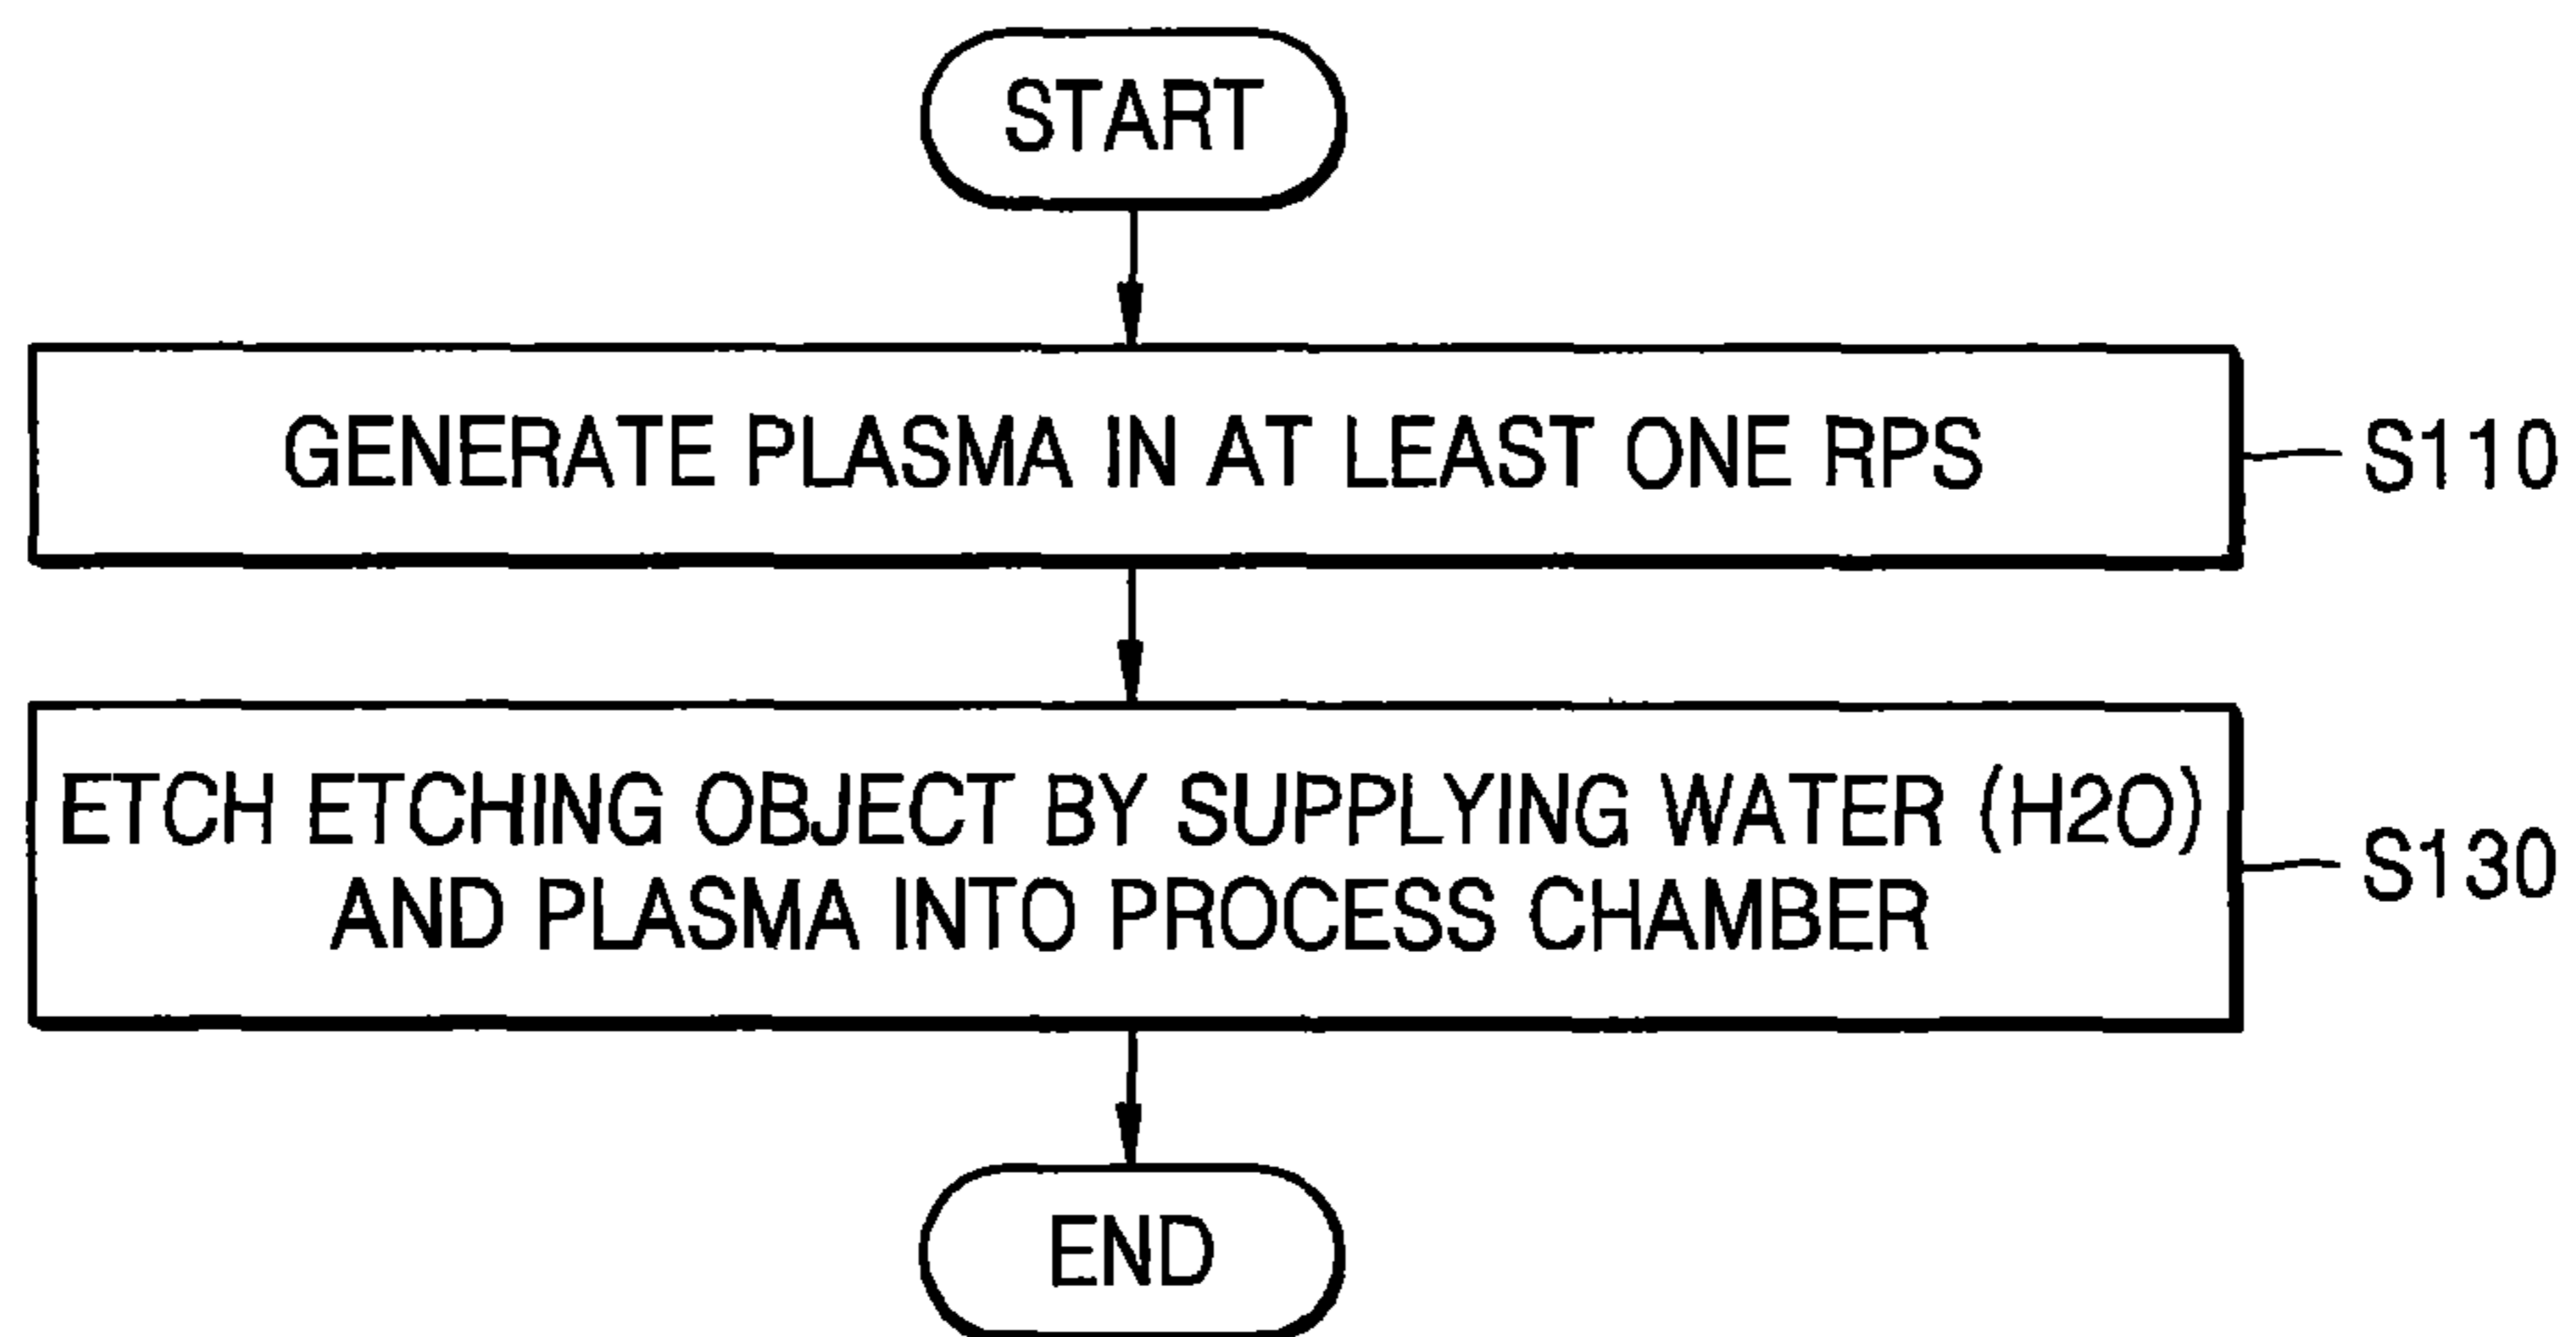 START
GENERATE PLASMA IN AT LEAST ONE RPS
S110
ETCH ETCHING OBJECT BY SUPPLYING WATER (H2O)
AND PLASMA INTO PROCESS CHAMBER
S130
END